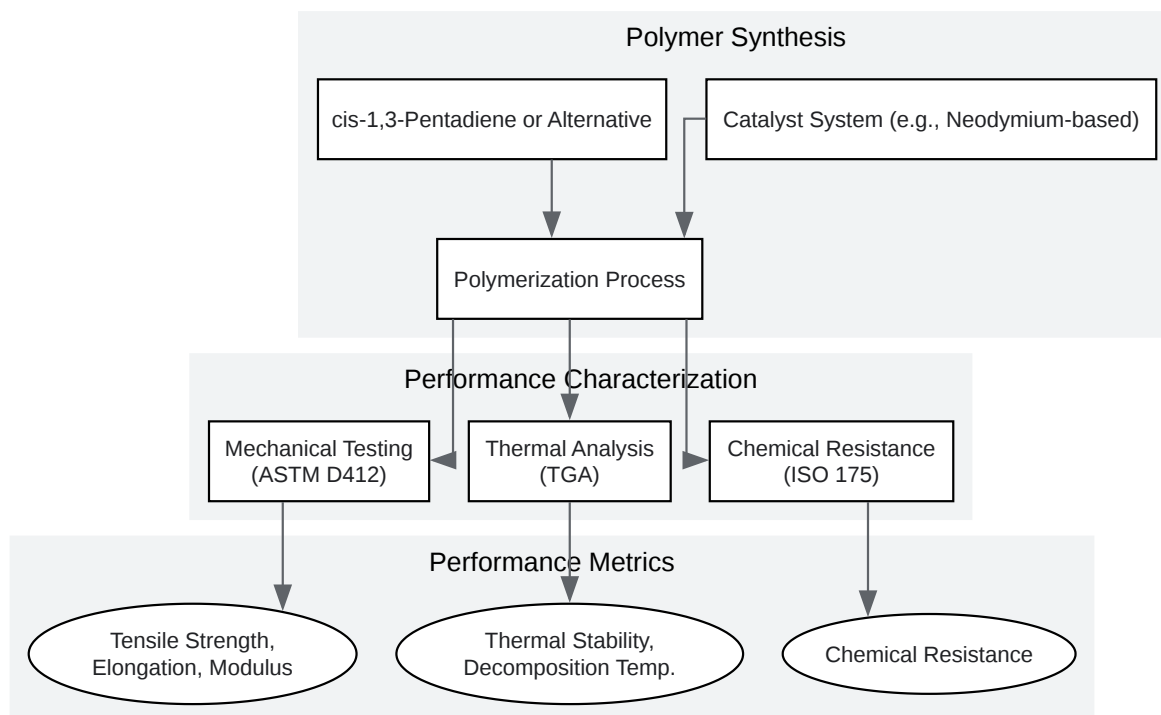 Polymer Synthesis
cis-1,3-Pentadiene or Alternative
Catalyst System (e.g., Neodymium-based)
Polymerization Process
Performance Characterization
Mechanical Testing
(ASTM D412)
Thermal Analysis
(TGA)
Chemical Resistance
(ISO 175)
Performance Metrics
Tensile Strength,
Elongation, Modulus
Thermal Stability,
Decomposition Temp.
Chemical Resistance